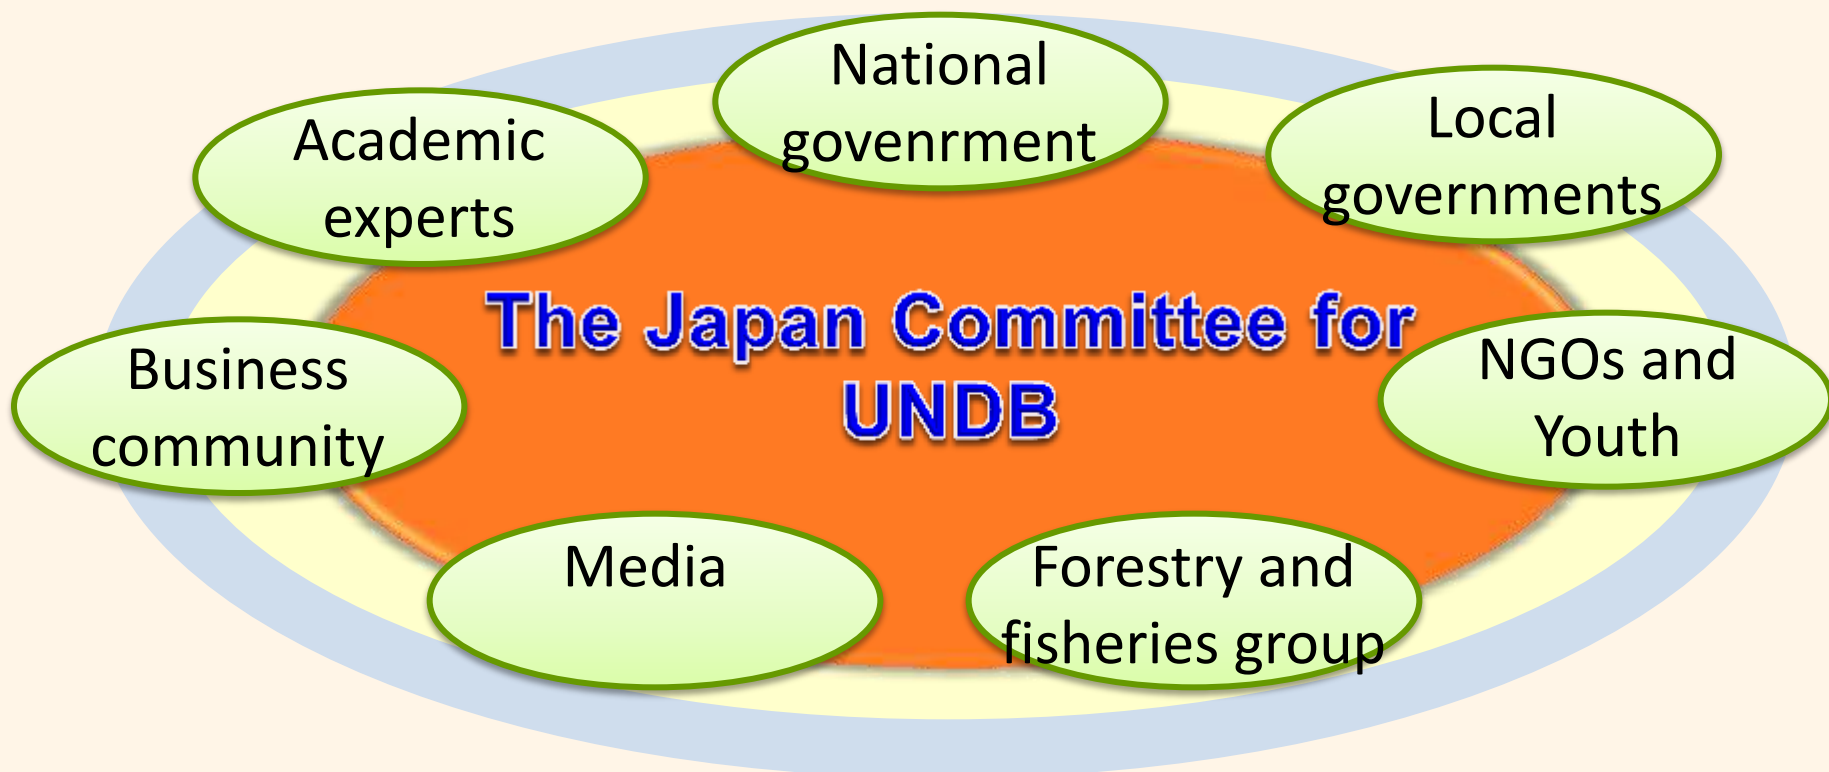 National
govenrment
Local
governments
Academic
experts
The Japan Committee for
UNDB
NGOs and
Youth
Business
community
Media
Forestry and
fisheries group